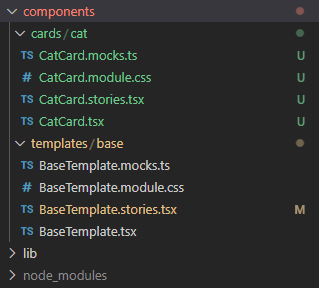 components
cards/cat
TS CatCard.mocks.ts U
# CatCard.module.css U
TS CatCard.stories.tsx U
TS CatCard.tsx U
templates/base
TS BaseTemplate.mocks.ts
# BaseTemplate.module.css
TS BaseTemplate.stories.tsx M
TS BaseTemplate.tsx
lib
node_modules